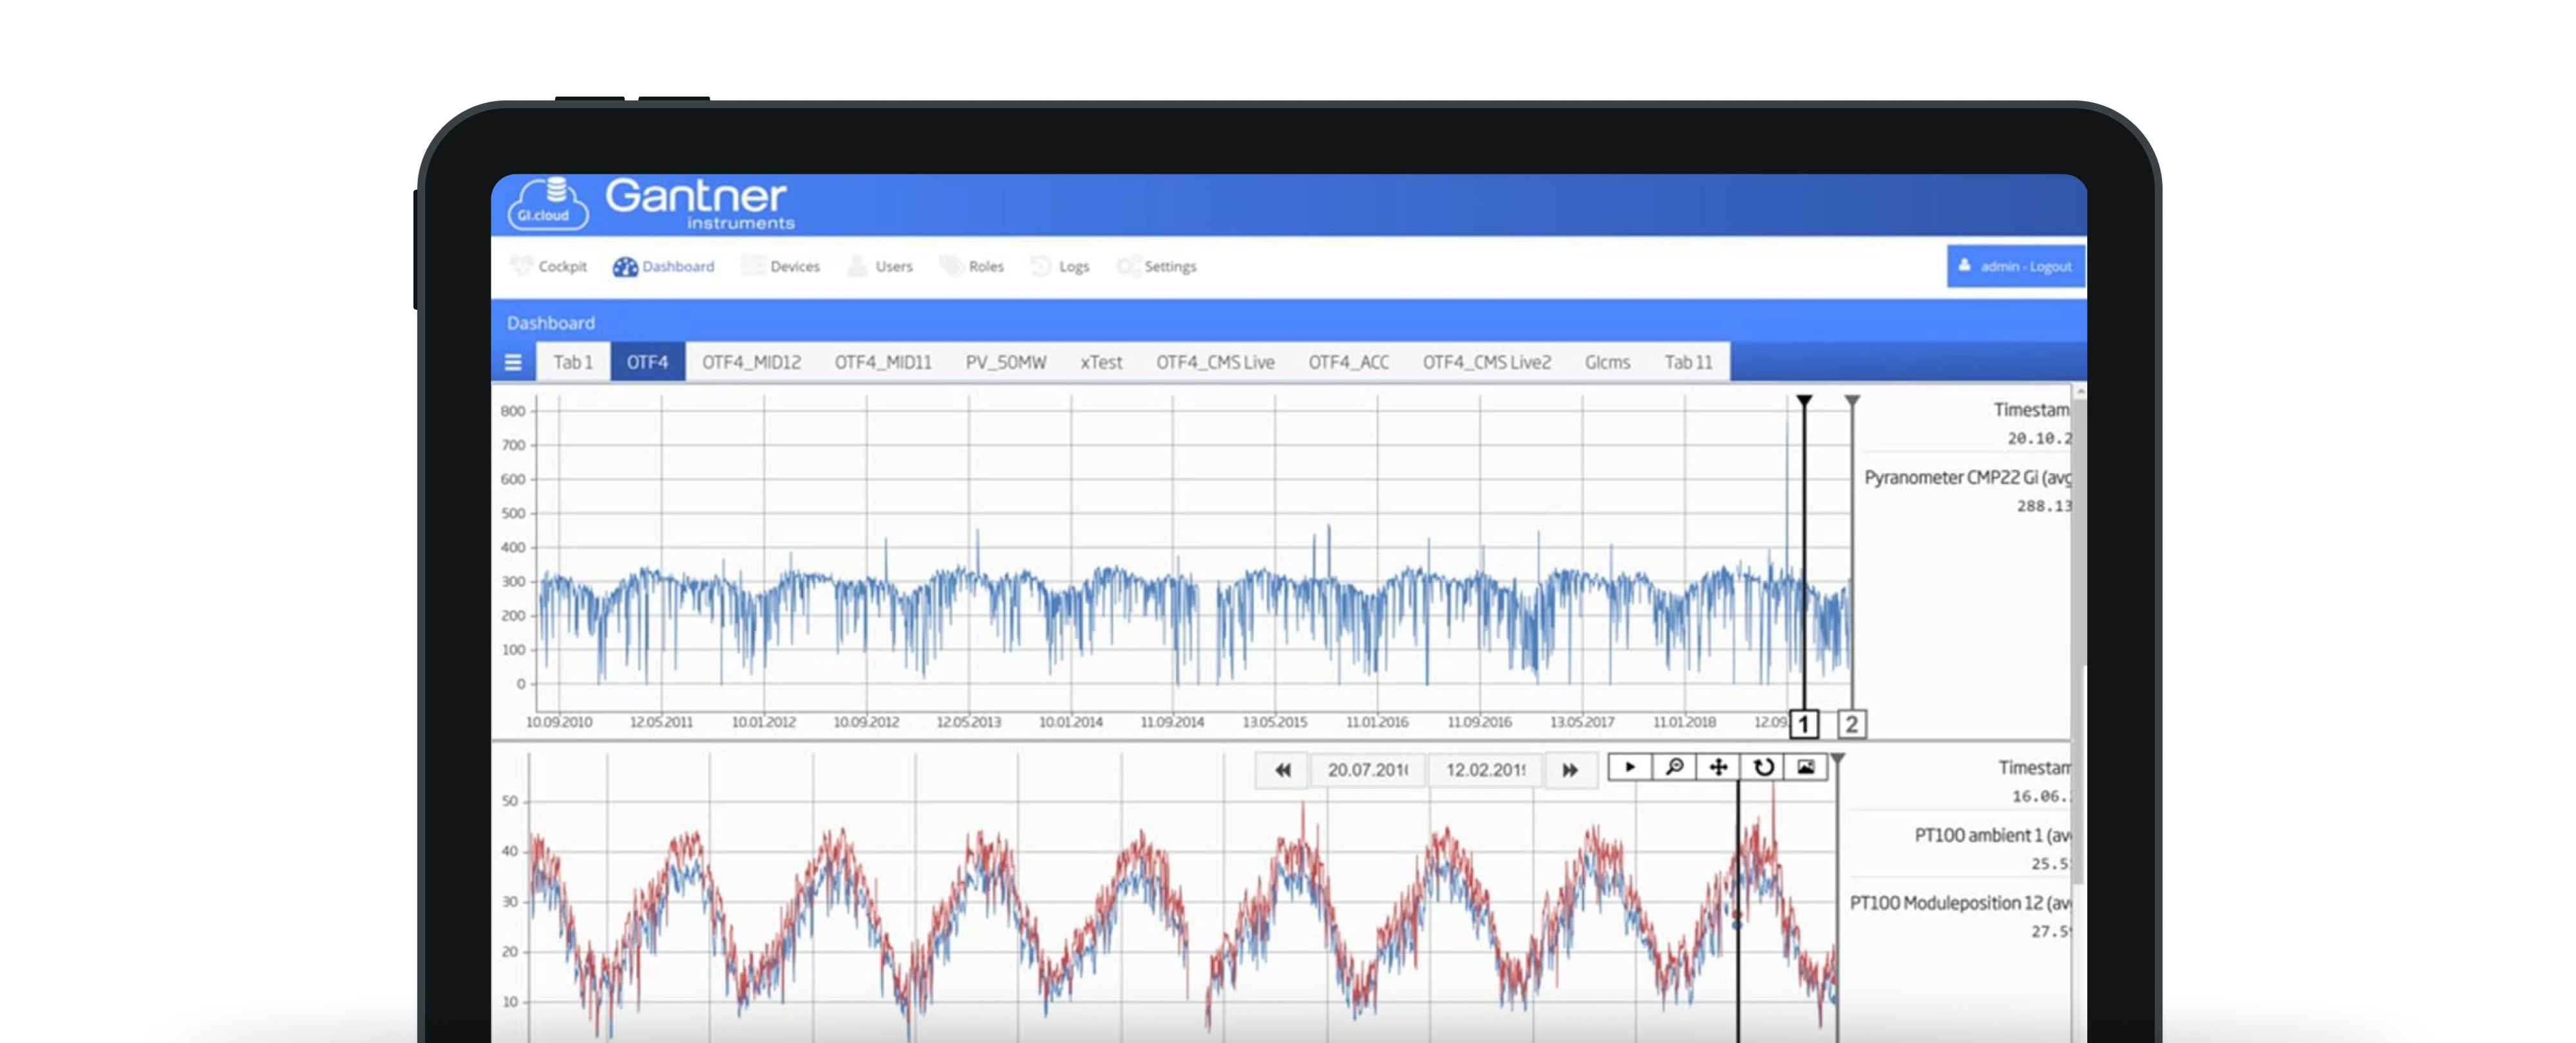 GI.cloud
Gantner
instruments
Cockpit Dashboard Devices Users Roles Logs Settings
admin - Logout
Dashboard
Tab 1 OTF4 OTF4_MID12 OTF4_MID11 PV_50MW xTest OTF4_CMS Live OTF4_ACC OTF4_CMS Live2 GIcms Tab 11
800
700
600
500
400
300
200
100
0
10.09.2010 12.05.2011 10.01.2012 10.09.2012 12.05.2013 10.01.2014 11.09.2014 13.05.2015 11.01.2016 11.09.2016 13.05.2017 11.01.2018 12.09.
1 2
Timestam
20.10.2
Pyranometer CMP22 Gi (avg
288.13
20.07.201 12.02.201
50
40
30
20
10
Timestam
16.06.
PT100 ambient 1 (av
25.5
PT100 Moduleposition 12 (av
27.5